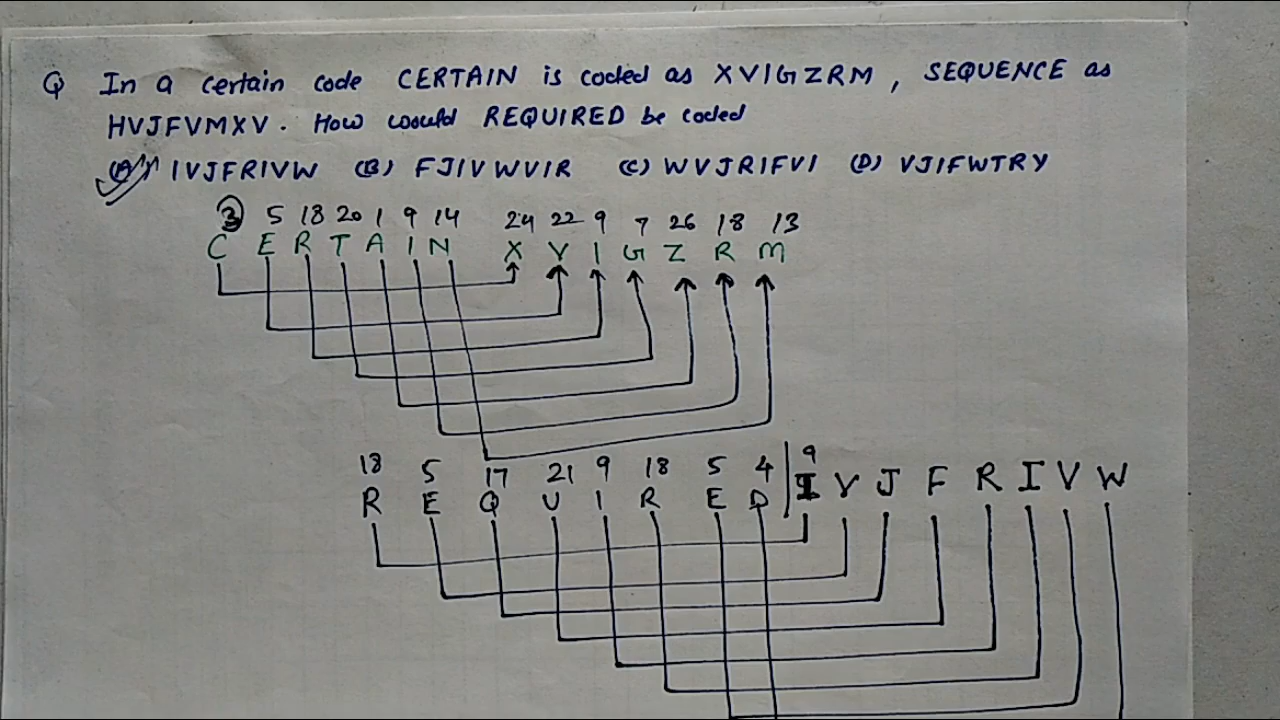 Q In a certain code CERTAIN is coded as XVIGZRM, SEQUENCE as
HVJFVMXV. How would REQUIRED be coded
(A) IVJFRIVW (B) FJIVWVIR (C) WVJRIFVI (D) VJIFWTRY
3 5 18 20 1 9 14 24 22 9 7 26 18 13
C E R T A I N X V I G Z R M
18 5 17 21 9 18 5 4 9
R E Q U I R E D I V J F R I V W